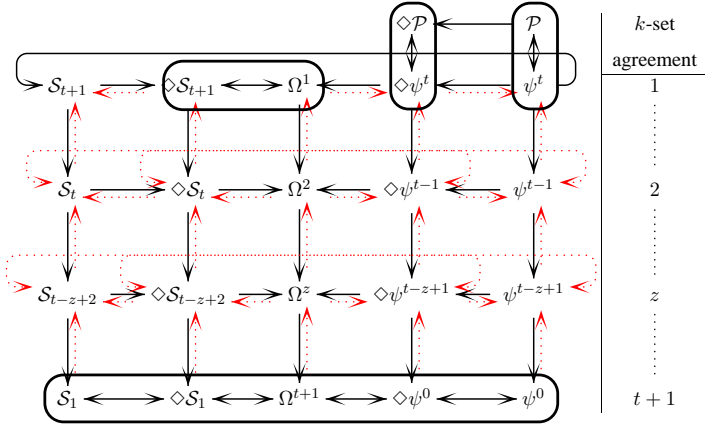 ◇𝒫 𝒫 k-set
agreement
𝒮_{t+1} ◇𝒮_{t+1} Ω^1 ◇ψ^t ψ^t 1
𝒮_t ◇𝒮_t Ω^2 ◇ψ^{t-1} ψ^{t-1} 2
𝒮_{t-z+2} ◇𝒮_{t-z+2} Ω^z ◇ψ^{t-z+1} ψ^{t-z+1} z
𝒮_1 ◇𝒮_1 Ω^{t+1} ◇ψ^0 ψ^0 t + 1